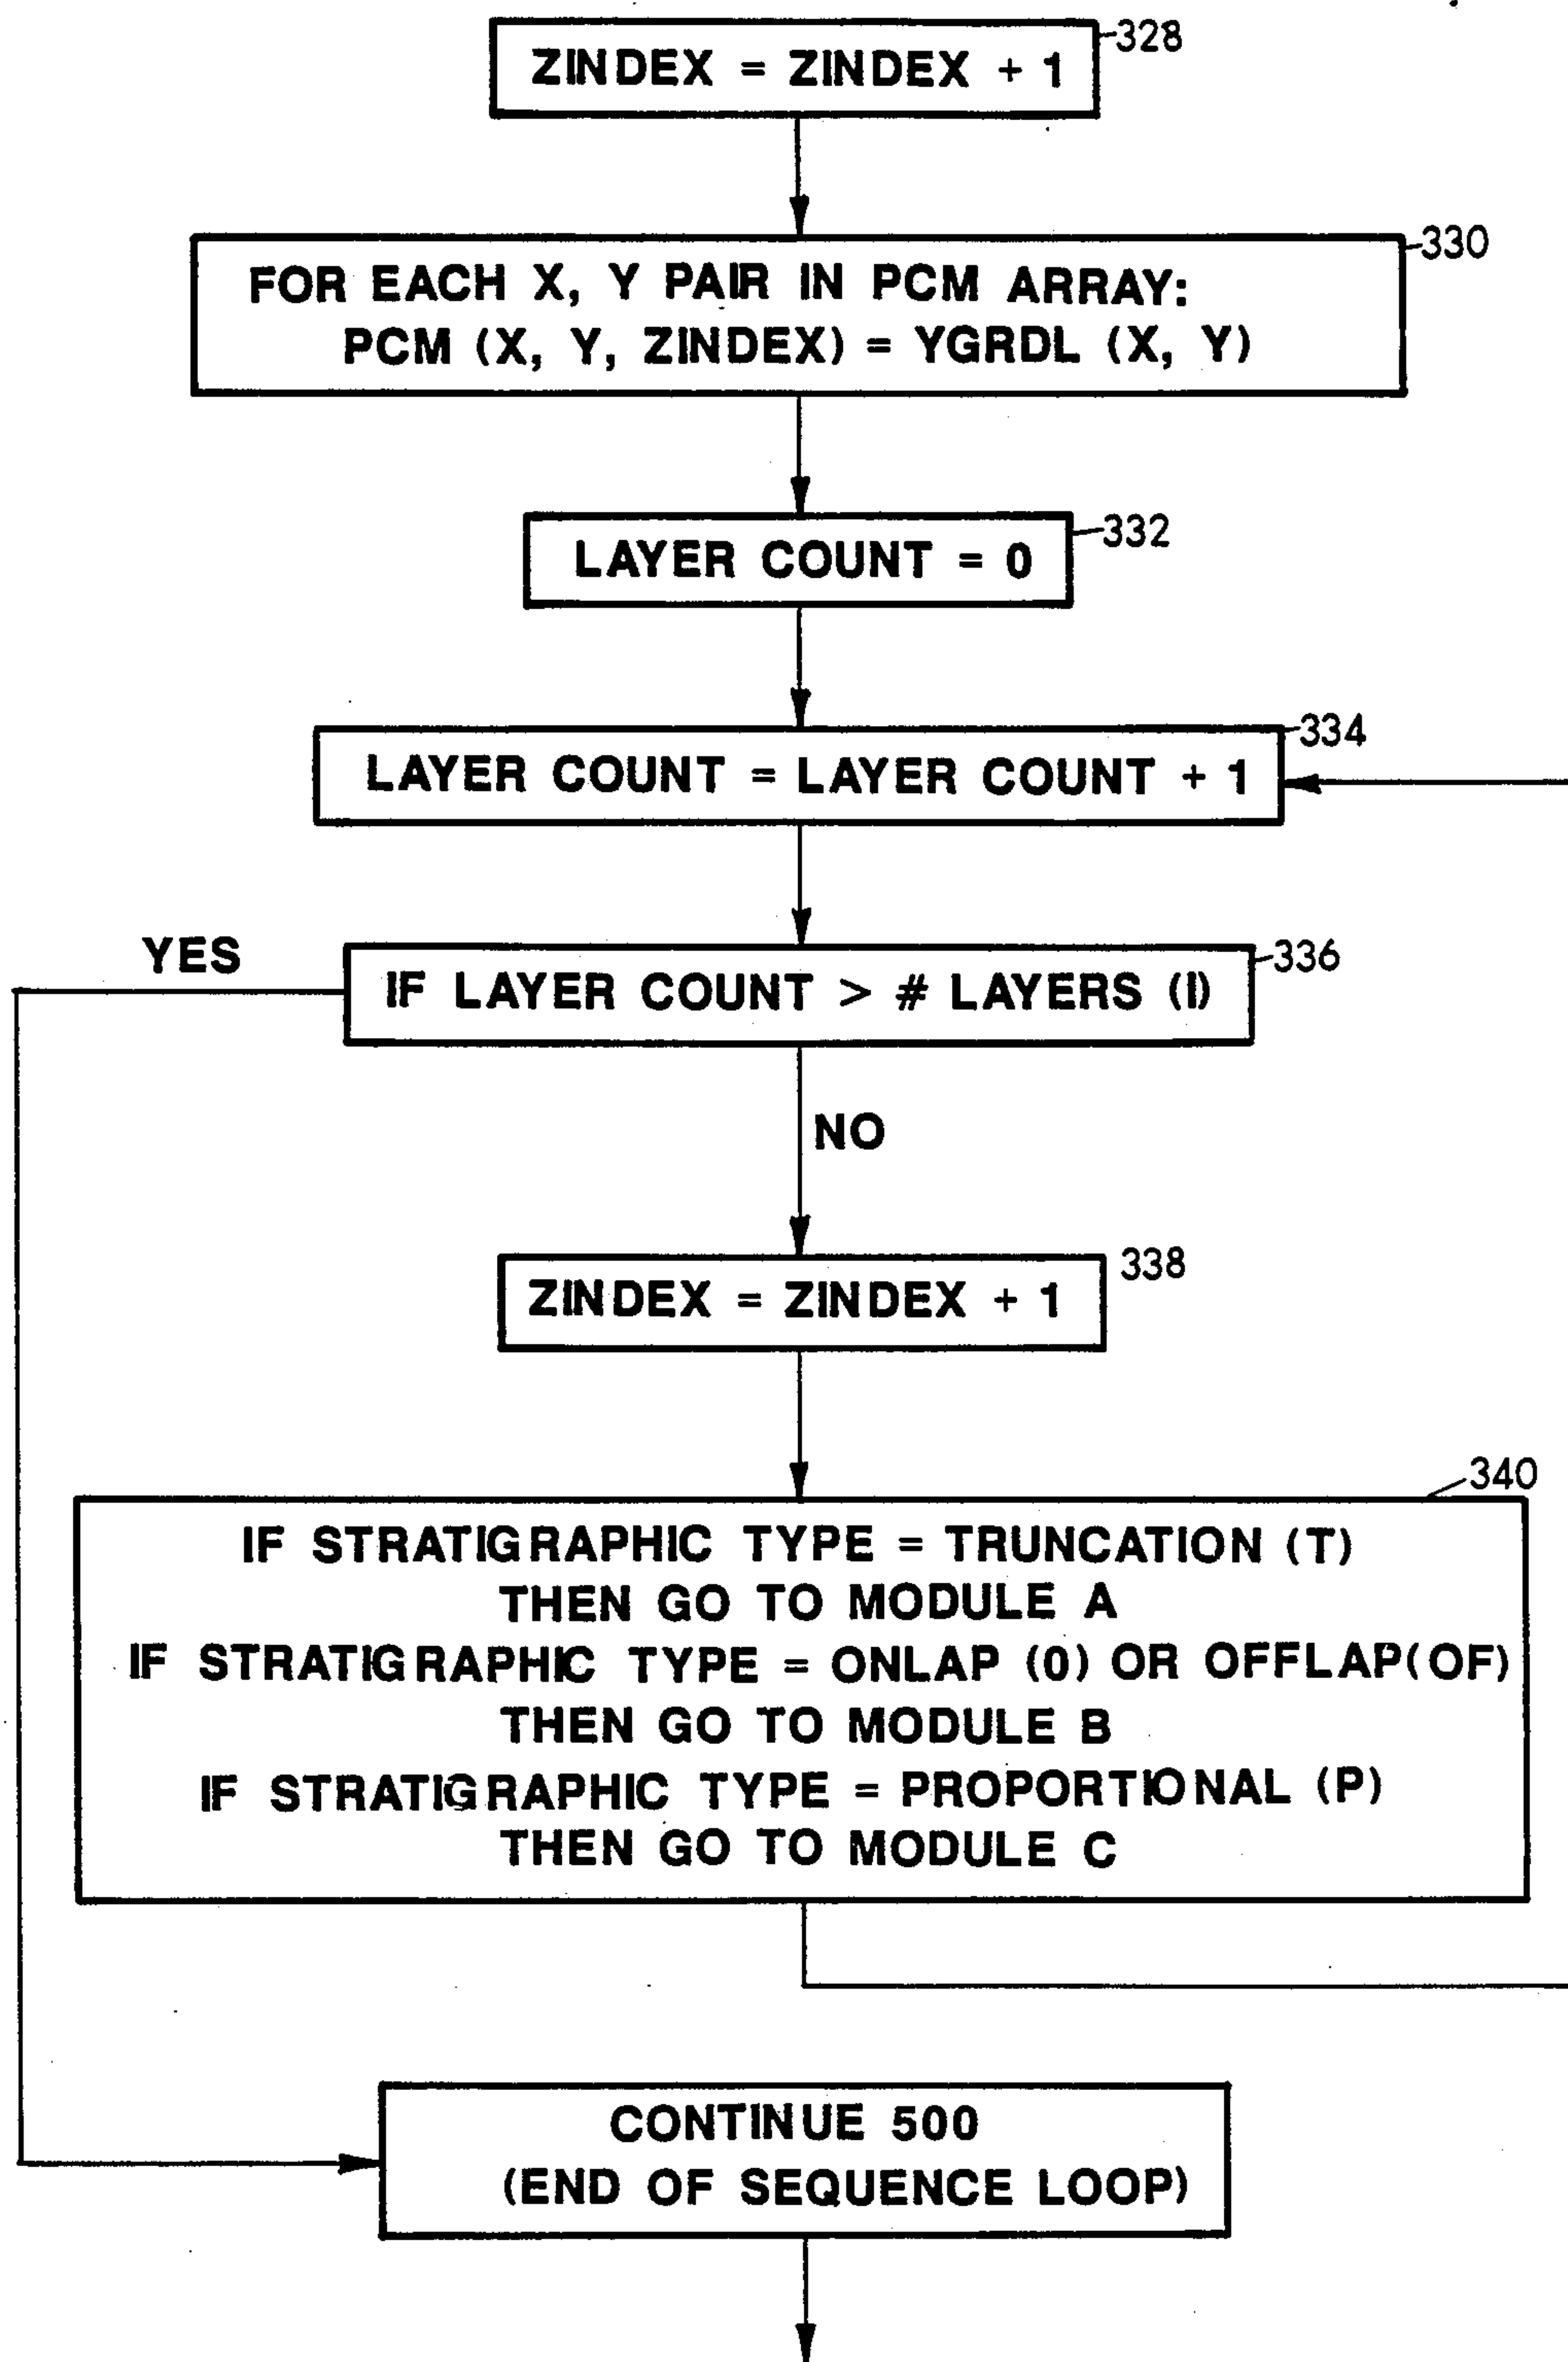 328
ZINDEX = ZINDEX + 1
330
FOR EACH X, Y PAIR IN PCM ARRAY:
PCM (X, Y, ZINDEX) = YGRDL (X, Y)
332
LAYER COUNT = 0
334
LAYER COUNT = LAYER COUNT + 1
YES
336
IF LAYER COUNT > # LAYERS (I)
NO
338
ZINDEX = ZINDEX + 1
340
IF STRATIGRAPHIC TYPE = TRUNCATION (T)
THEN GO TO MODULE A
IF STRATIGRAPHIC TYPE = ONLAP (O) OR OFFLAP(OF)
THEN GO TO MODULE B
IF STRATIGRAPHIC TYPE = PROPORTIONAL (P)
THEN GO TO MODULE C
CONTINUE 500
(END OF SEQUENCE LOOP)